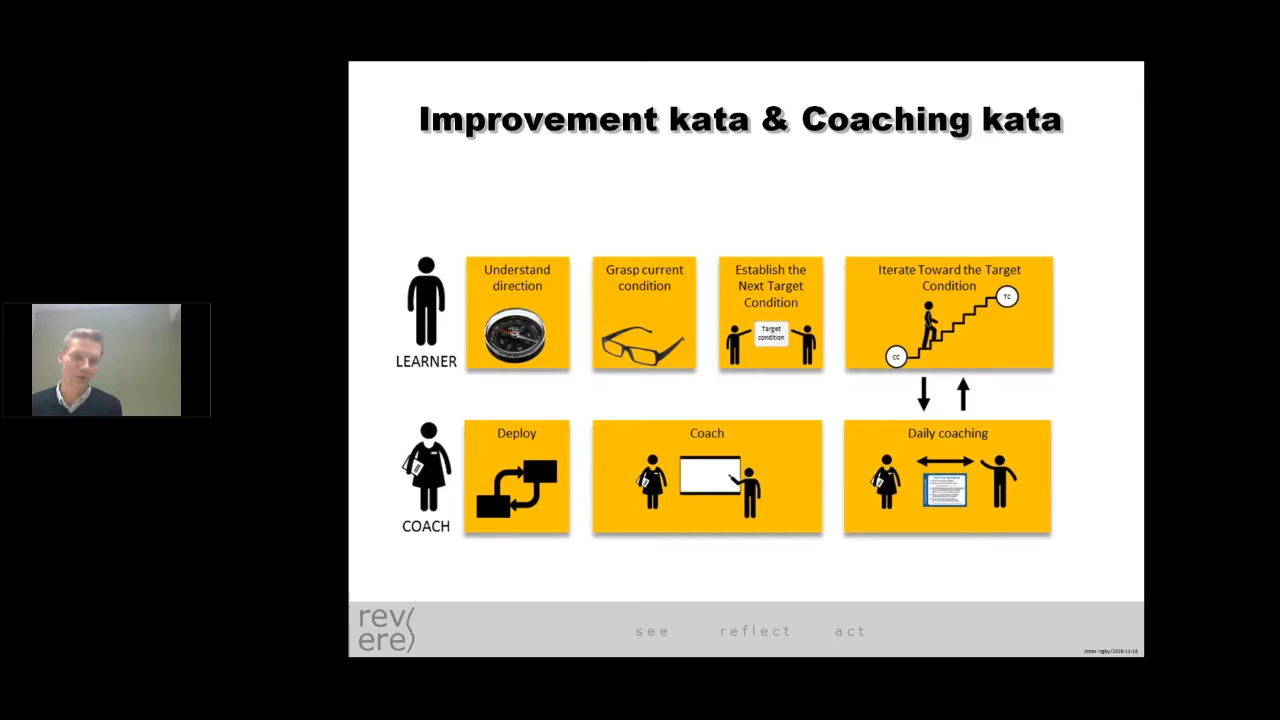 Improvement kata & Coaching kata
Understand
direction
Grasp current
condition
Establish the
Next Target
Condition
Target
condition
Iterate Toward the Target
Condition
TC
CC
LEARNER
Deploy
Coach
Daily coaching
COACH
rev(
ere)
see reflect act